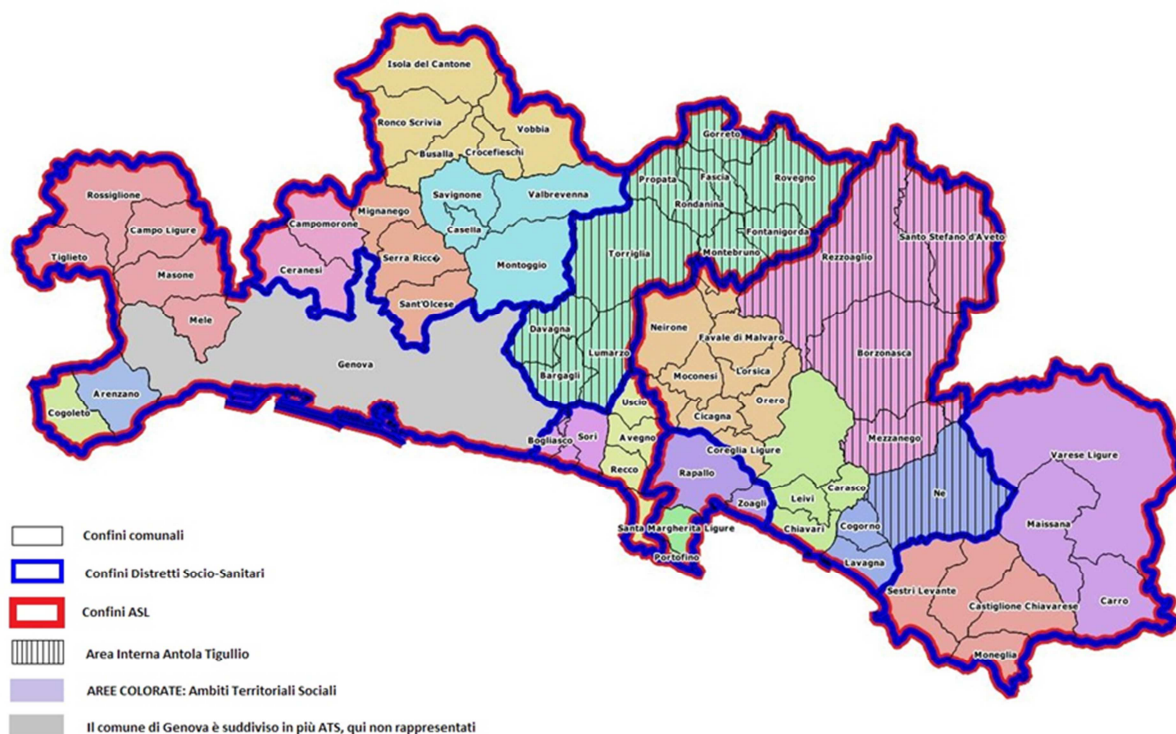 Isola del Cantone
Ronco Scrivia
Vobbia
Busalla
Crocefieschi
Gorreto
Rossiglione
Savignone
Valbrevenna
Propata
Fascia
Rovegno
Campomorone
Mignanego
Rondanina
Campo Ligure
Casella
Fontanigorda
Santo Stefano d'Aveto
Tiglieto
Serra Ricc�
Torriglia
Montebruno
Rezzoaglio
Masone
Ceranesi
Montoggio
Sant'Olcese
Mele
Davagna
Neirone
Favale di Malvaro
Genova
Lumarzo
Borzonasca
Bargagli
Moconesi
Lorsica
Arenzano
Uscio
Orero
Cogoleto
Cicagna
Bogliasco
Sori
Avegno
Mezzanego
Coreglia Ligure
Varese Ligure
Recco
Rapallo
Carasco
Leivi
Ne
Zoagli
Maissana
Santa Margherita Ligure
Chiavari
Cogorno
Portofino
Lavagna
Sestri Levante
Carro
Castiglione Chiavarese
Moneglia
Confini comunali
Confini Distretti Socio-Sanitari
Confini ASL
Area Interna Antola Tigullio
AREE COLORATE: Ambiti Territoriali Sociali
Il comune di Genova è suddiviso in più ATS, qui non rappresentati